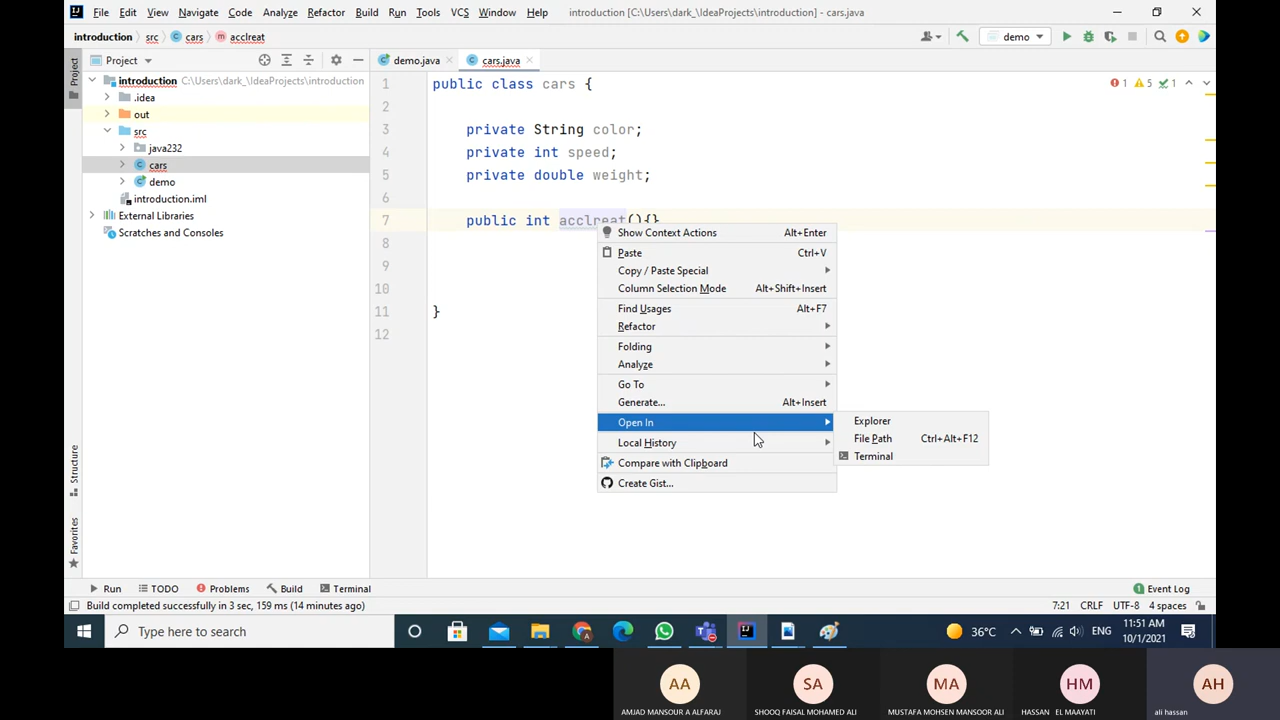 File Edit View Navigate Code Analyze Refactor Build Run Tools VCS Window Help introduction [C:\Users\dark_\IdeaProjects\introduction] - cars.java
introduction src cars acclreat demo
Project demo.java cars.java
Project
introduction C:\Users\dark_\IdeaProjects\introduction
.idea
out
src
java232
cars
demo
introduction.iml
External Libraries
Scratches and Consoles
1 public class cars {
1 5 1
2
3 private String color;
4 private int speed;
5 private double weight;
6
7 public int acclreat(){}
8
9
10
11 }
12
Show Context Actions Alt+Enter
Paste Ctrl+V
Copy / Paste Special
Column Selection Mode Alt+Shift+Insert
Find Usages Alt+F7
Refactor
Folding
Analyze
Go To
Generate... Alt+Insert
Open In
Local History
Compare with Clipboard
Create Gist...
Explorer
File Path Ctrl+Alt+F12
Terminal
Structure
Favorites
Run TODO Problems Build Terminal 1 Event Log
Build completed successfully in 3 sec, 159 ms (14 minutes ago) 7:21 CRLF UTF-8 4 spaces
Type here to search 36°C ENG 11:51 AM
10/1/2021
AA SA MA HM AH
AMJAD MANSOUR A ALFARAJ SHOOQ FAISAL MOHAMED ALI MUSTAFA MOHSEN MANSOOR ALI HASSAN EL MAAYATI ali hassan